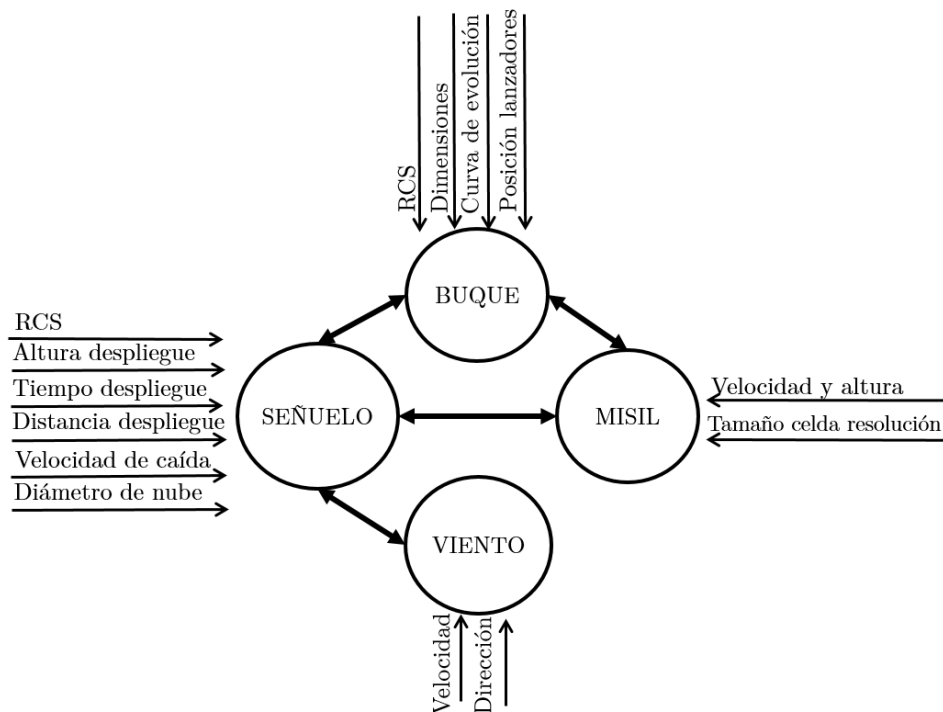 RCS
Dimensiones
Curva de evolución
Posición lanzadores
BUQUE
RCS
Altura despliegue
Tiempo despliegue
Distancia despliegue
Velocidad de caída
Diámetro de nube
SEÑUELO
MISIL
Velocidad y altura
Tamaño celda resolución
VIENTO
Velocidad
Dirección